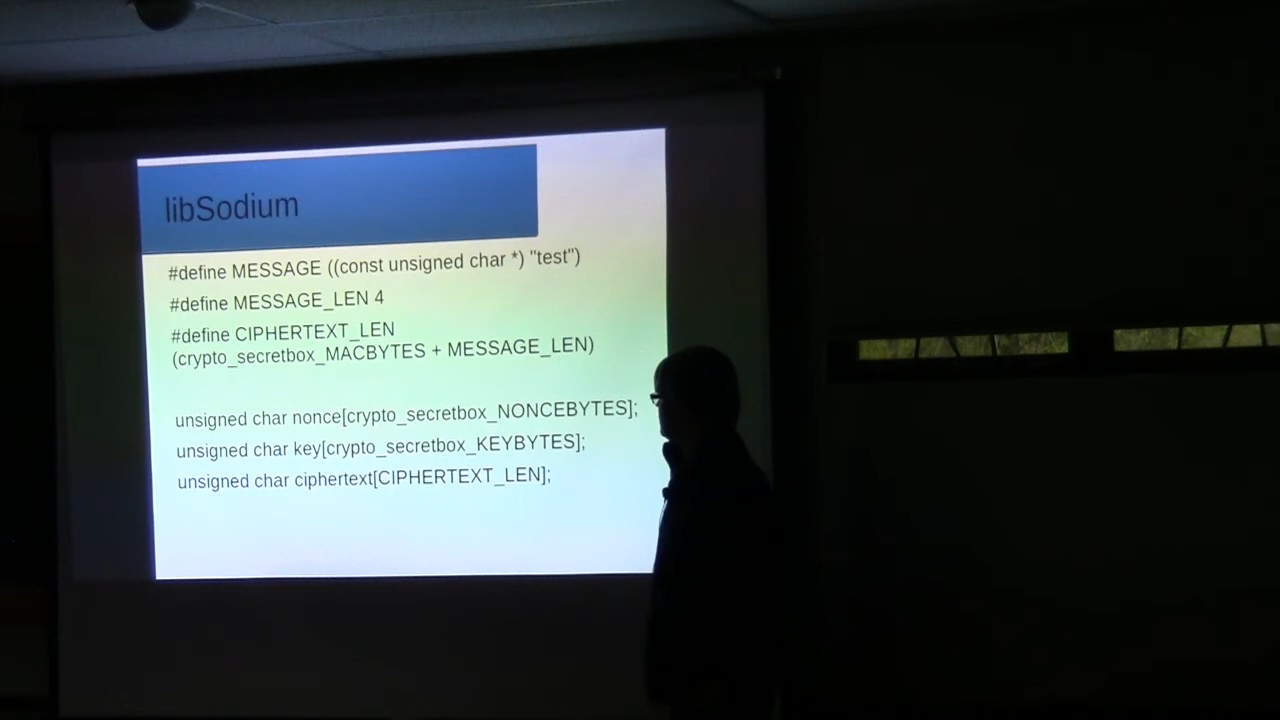 libSodium
#define MESSAGE ((const unsigned char *) "test")
#define MESSAGE_LEN 4
#define CIPHERTEXT_LEN
(crypto_secretbox_MACBYTES + MESSAGE_LEN)
unsigned char nonce[crypto_secretbox_NONCEBYTES];
unsigned char key[crypto_secretbox_KEYBYTES];
unsigned char ciphertext[CIPHERTEXT_LEN];